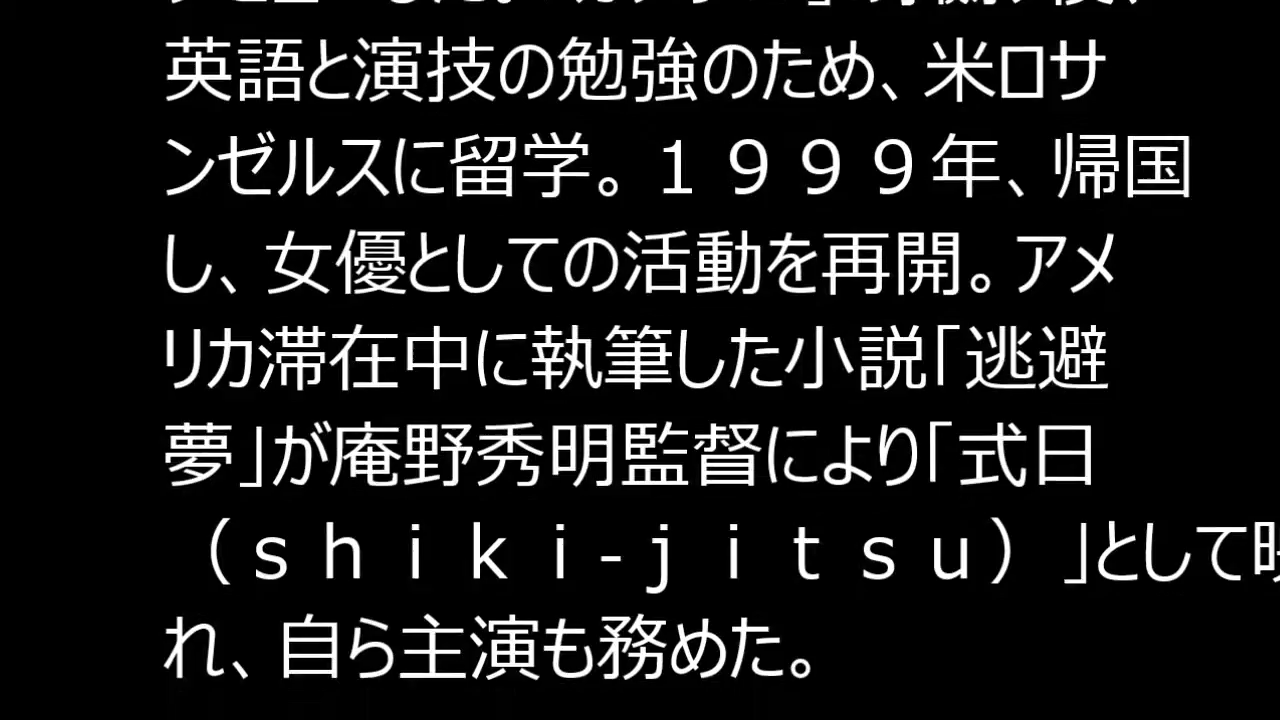 英語と演技の勉強のため、米ロサ
ンゼルスに留学。１９９９年、帰国
し、女優としての活動を再開。アメ
リカ滞在中に執筆した小説「逃避
夢」が庵野秀明監督により「式日
（ｓｈｉｋｉ-ｊｉｔｓｕ）」として
れ、自ら主演も務めた。